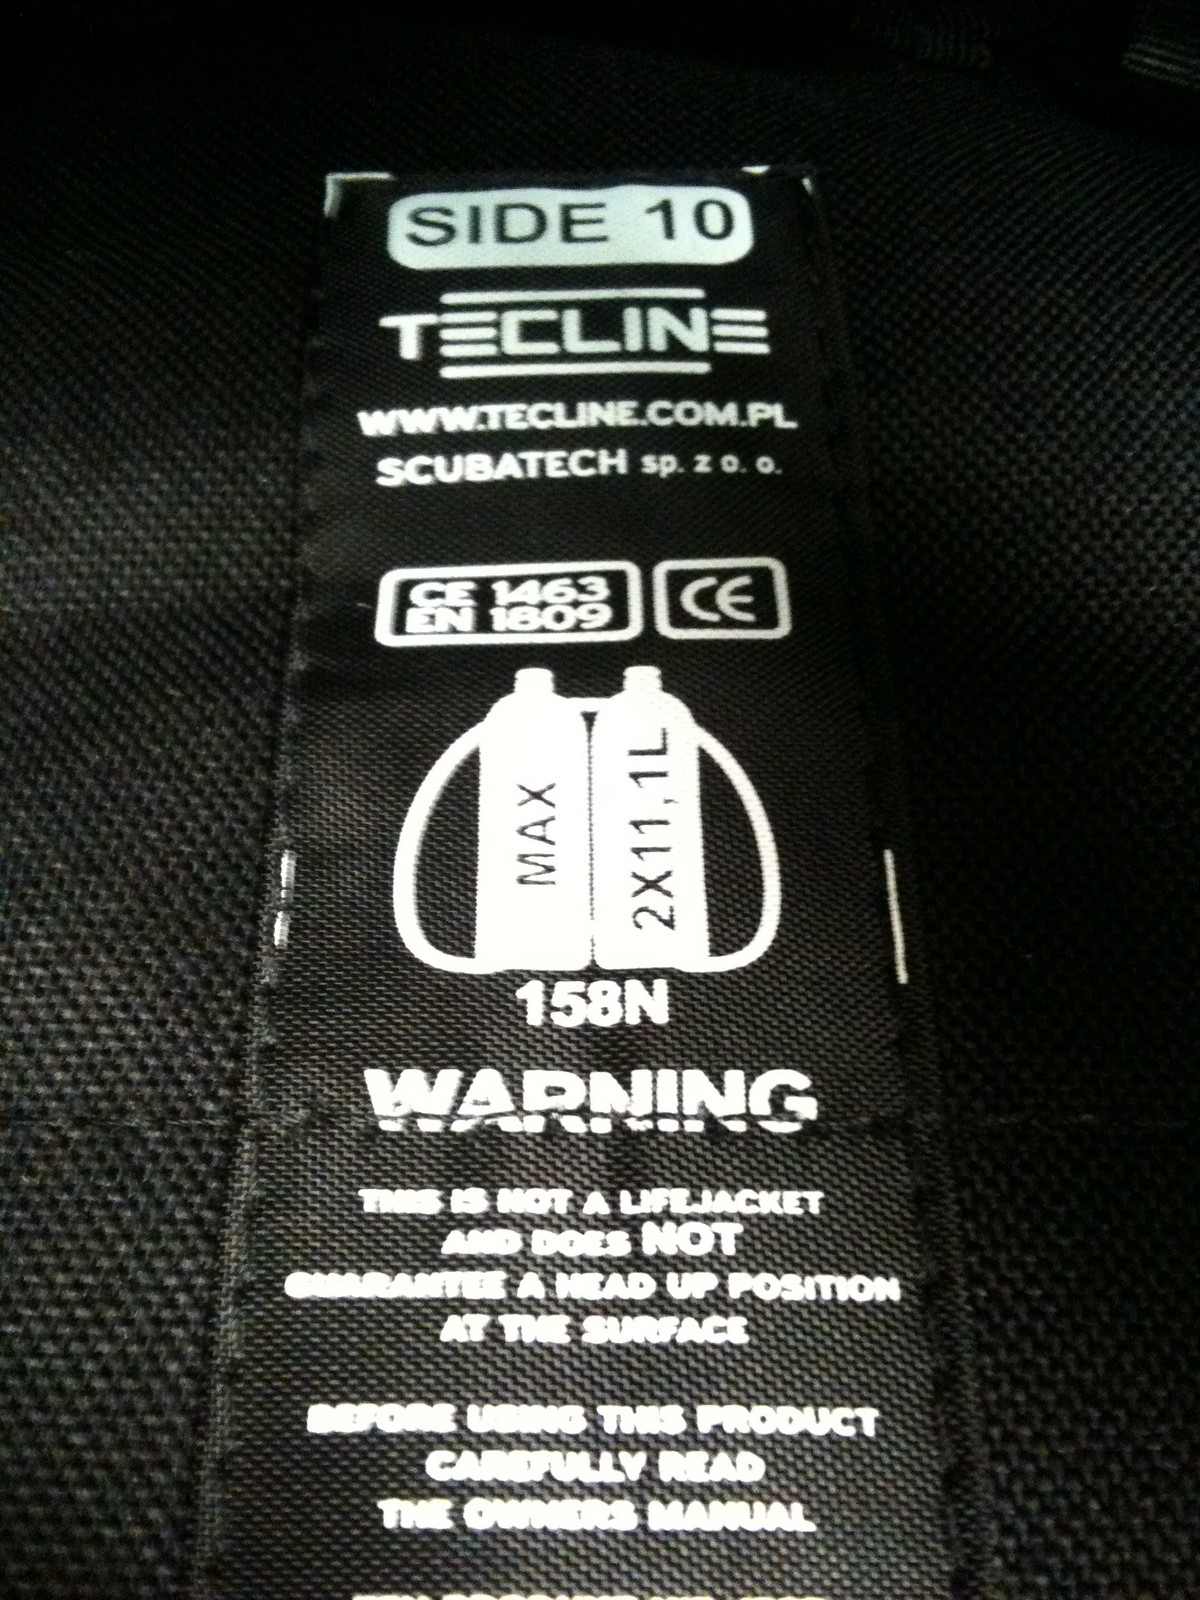 SIDE 10
TECLINE
WWW.TECLINE.COM.PL
SCUBATECH sp. z o. o.
CE 1463
EN 1809
CE
MAX
2X11,1L
158N
WARNING
THIS IS NOT A LIFEJACKET
AND DOES NOT
GUARANTEE A HEAD UP POSITION
AT THE SURFACE
BEFORE USING THIS PRODUCT
CAREFULLY READ
THE OWNERS MANUAL